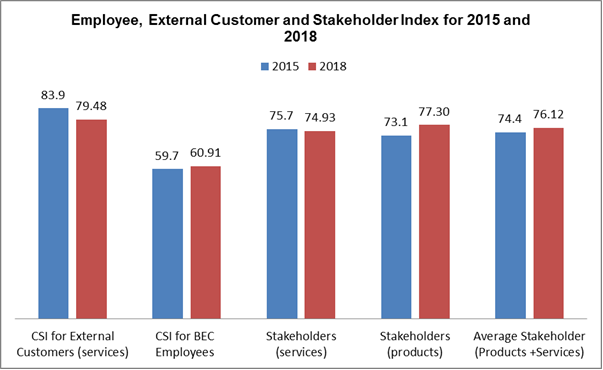 Employee, External Customer and Stakeholder Index for 2015 and
2018
2015 2018
83.9 79.48 59.7 60.91 75.7 74.93 73.1 77.30 74.4 76.12
CSI for External Customers (services)
CSI for BEC Employees
Stakeholders (services)
Stakeholders (products)
Average Stakeholder (Products +Services)